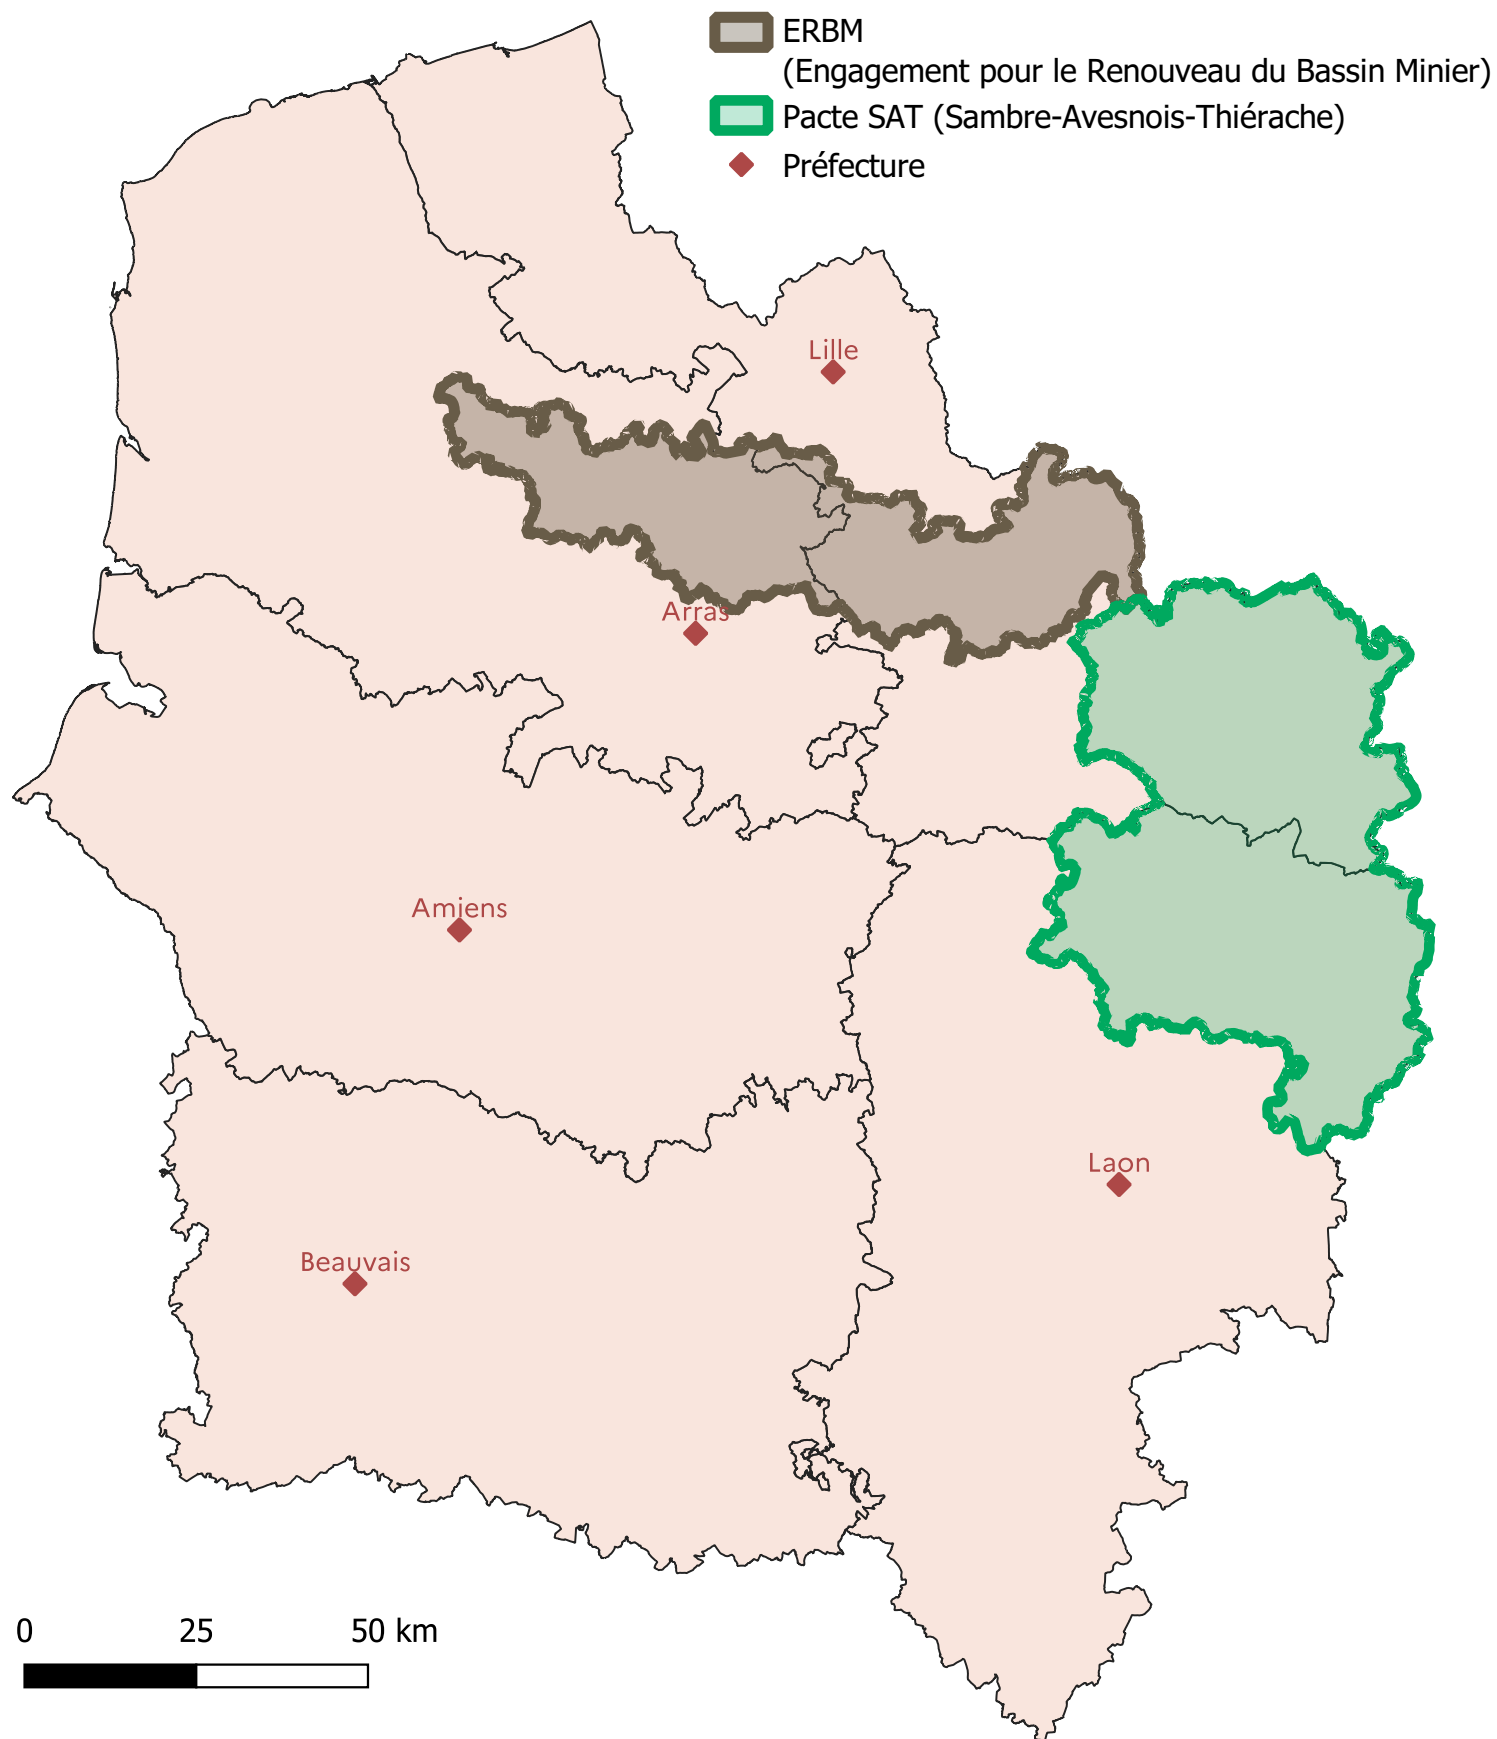 ERBM
(Engagement pour le Renouveau du Bassin Minier)
Pacte SAT (Sambre-Avesnois-Thiérache)
Préfecture
Lille
Arras
Amiens
Laon
Beauvais
0 25 50 km